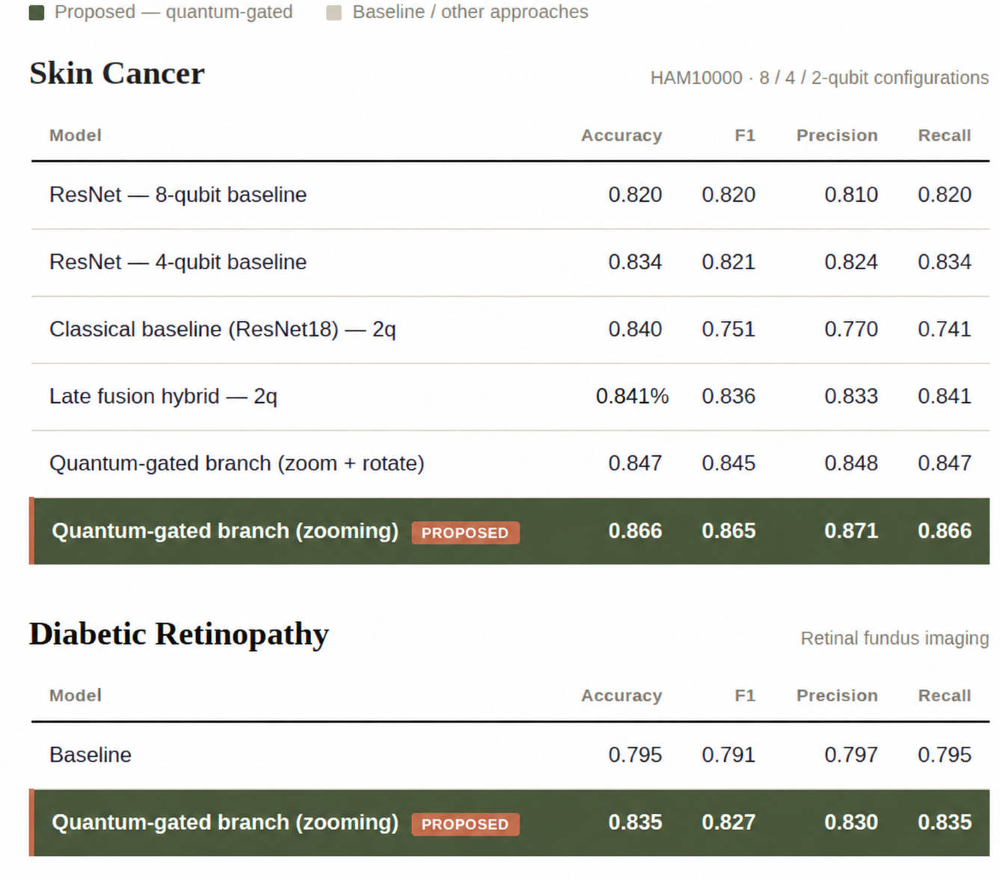 Proposed — quantum-gated Baseline / other approaches
Skin Cancer HAM10000 · 8 / 4 / 2-qubit configurations
Model Accuracy F1 Precision Recall
ResNet — 8-qubit baseline 0.820 0.820 0.810 0.820
ResNet — 4-qubit baseline 0.834 0.821 0.824 0.834
Classical baseline (ResNet18) — 2q 0.840 0.751 0.770 0.741
Late fusion hybrid — 2q 0.841% 0.836 0.833 0.841
Quantum-gated branch (zoom + rotate) 0.847 0.845 0.848 0.847
Quantum-gated branch (zooming) PROPOSED 0.866 0.865 0.871 0.866
Diabetic Retinopathy Retinal fundus imaging
Model Accuracy F1 Precision Recall
Baseline 0.795 0.791 0.797 0.795
Quantum-gated branch (zooming) PROPOSED 0.835 0.827 0.830 0.835